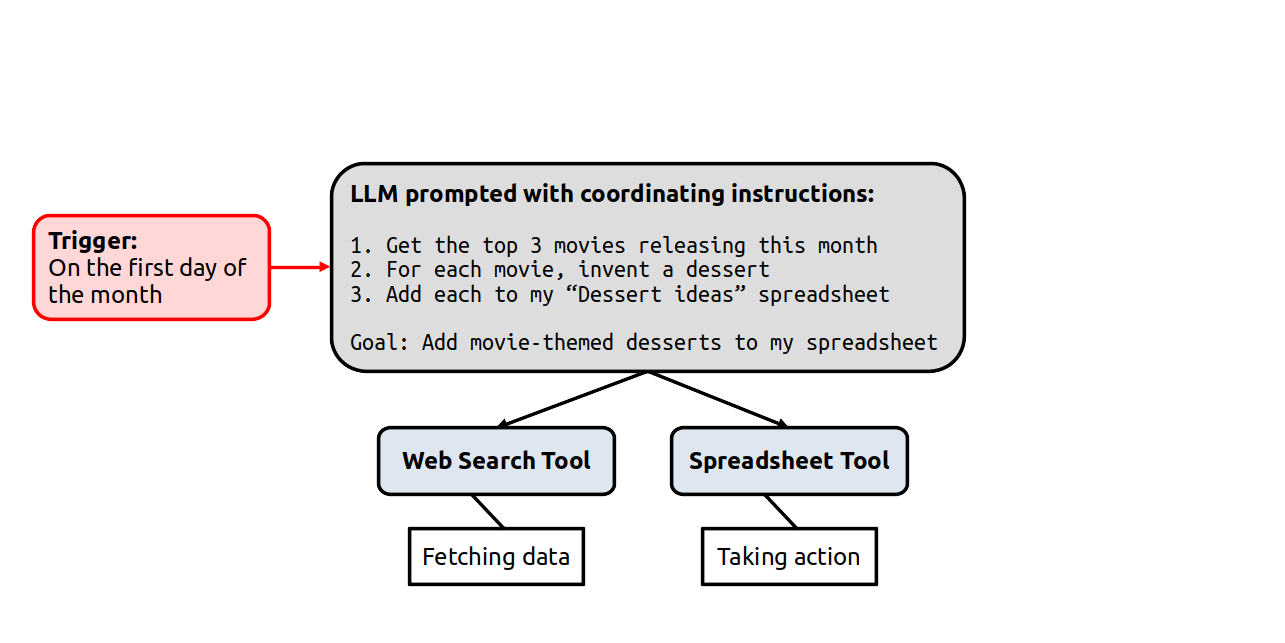 Trigger:
On the first day of
the month
LLM prompted with coordinating instructions:
1. Get the top 3 movies releasing this month
2. For each movie, invent a dessert
3. Add each to my “Dessert ideas” spreadsheet
Goal: Add movie-themed desserts to my spreadsheet
Web Search Tool
Spreadsheet Tool
Fetching data
Taking action